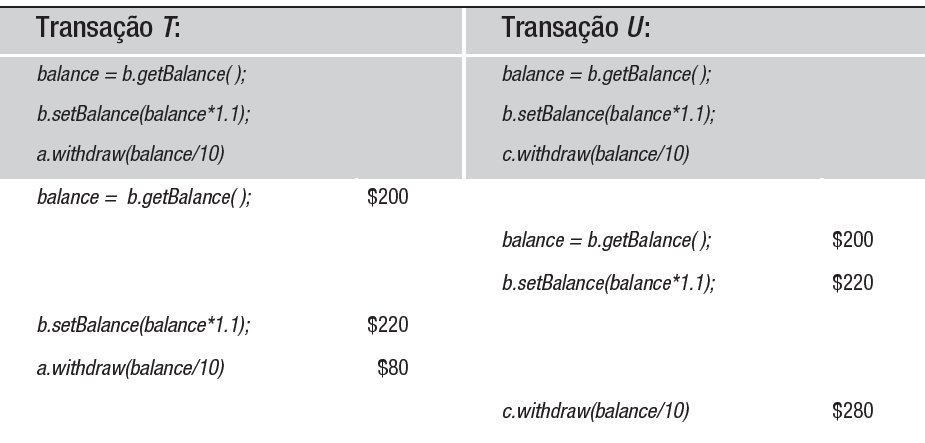 Transação T: Transação U:
balance = b.getBalance( ); balance = b.getBalance( );
b.setBalance(balance*1.1); b.setBalance(balance*1.1);
a.withdraw(balance/10) c.withdraw(balance/10)
balance = b.getBalance( ); $200
balance = b.getBalance( ); $200
b.setBalance(balance*1.1); $220
b.setBalance(balance*1.1); $220
a.withdraw(balance/10) $80
c.withdraw(balance/10) $280